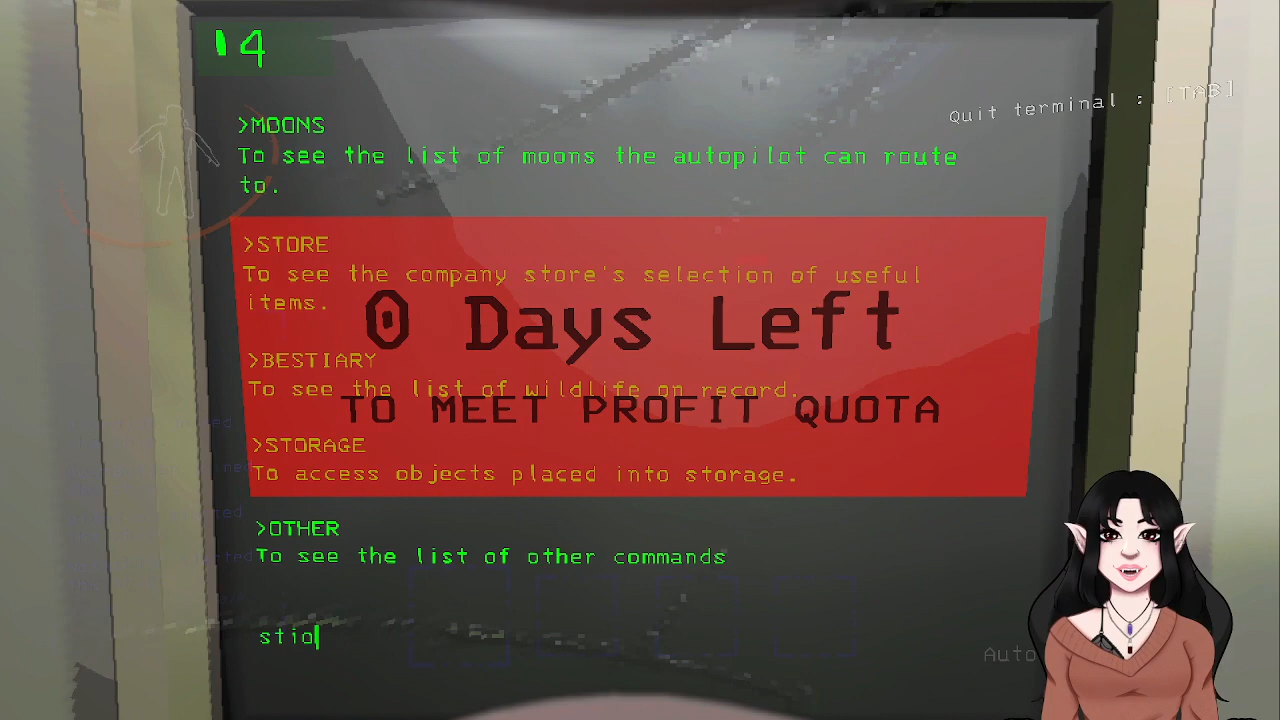 ▮4
Quit terminal : [TAB]
>MOONS
To see the list of moons the autopilot can route
to.
>STORE
To see the company store's selection of useful
items.
0 Days Left
>BESTIARY
To see the list of wildlife on record.
TO MEET PROFIT QUOTA
>STORAGE
To access objects placed into storage.
>OTHER
To see the list of other commands
stio
Auto